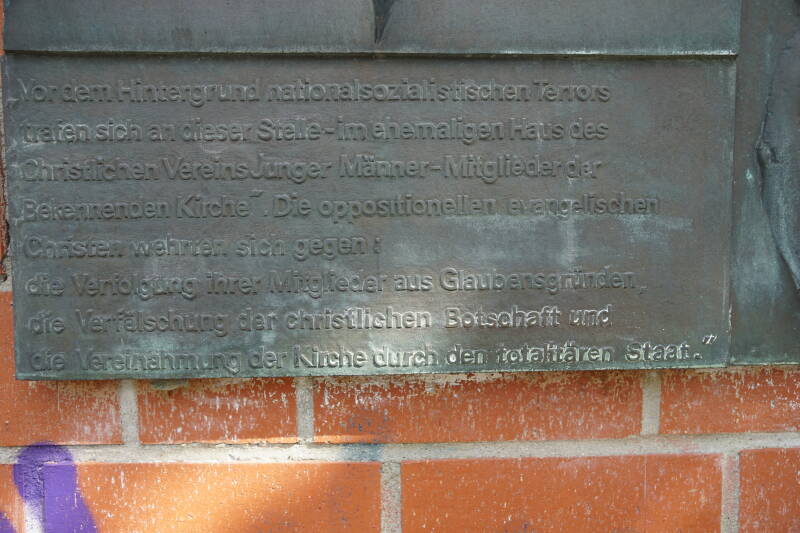 Vor dem Hintergrund nationalsozialistischen Terrors
trafen sich an dieser Stelle-im ehemaligen Haus des
Christlichen Vereins Junger Männer-Mitglieder der
Bekennenden Kirche". Die oppositionellen evangelischen
Christen wehrten sich gegen:
die Verfolgung ihrer Mitglieder aus Glaubensgründen,
die Verfälschung der christlichen Botschaft und
die Vereinahmung der Kirche durch den totalitären Staat."